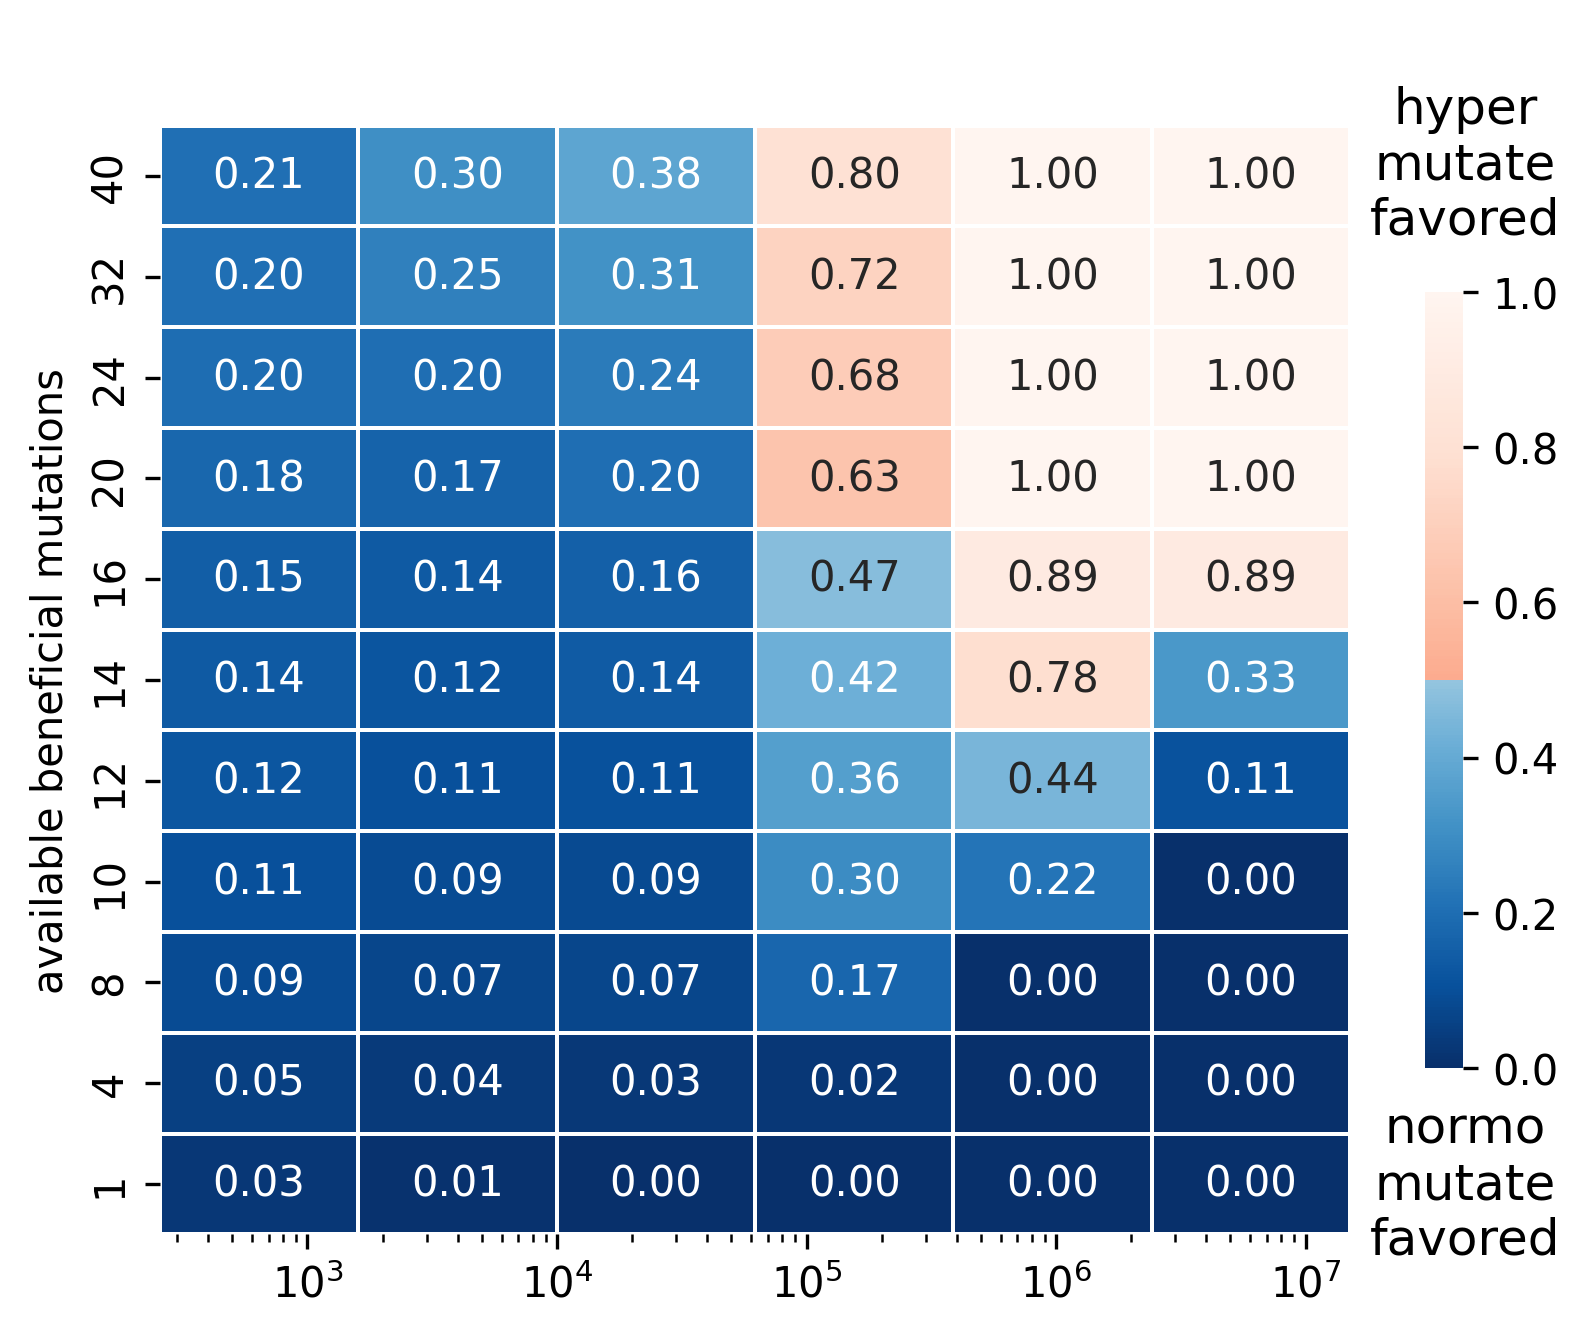 40 0.21 0.30 0.38 0.80 1.00 1.00
32 0.20 0.25 0.31 0.72 1.00 1.00
24 0.20 0.20 0.24 0.68 1.00 1.00
20 0.18 0.17 0.20 0.63 1.00 1.00
16 0.15 0.14 0.16 0.47 0.89 0.89
14 0.14 0.12 0.14 0.42 0.78 0.33
12 0.12 0.11 0.11 0.36 0.44 0.11
10 0.11 0.09 0.09 0.30 0.22 0.00
8 0.09 0.07 0.07 0.17 0.00 0.00
4 0.05 0.04 0.03 0.02 0.00 0.00
1 0.03 0.01 0.00 0.00 0.00 0.00
available beneficial mutations
10³ 10⁴ 10⁵ 10⁶ 10⁷
hyper
mutate
favored
1.0
0.8
0.6
0.4
0.2
0.0
normo
mutate
favored